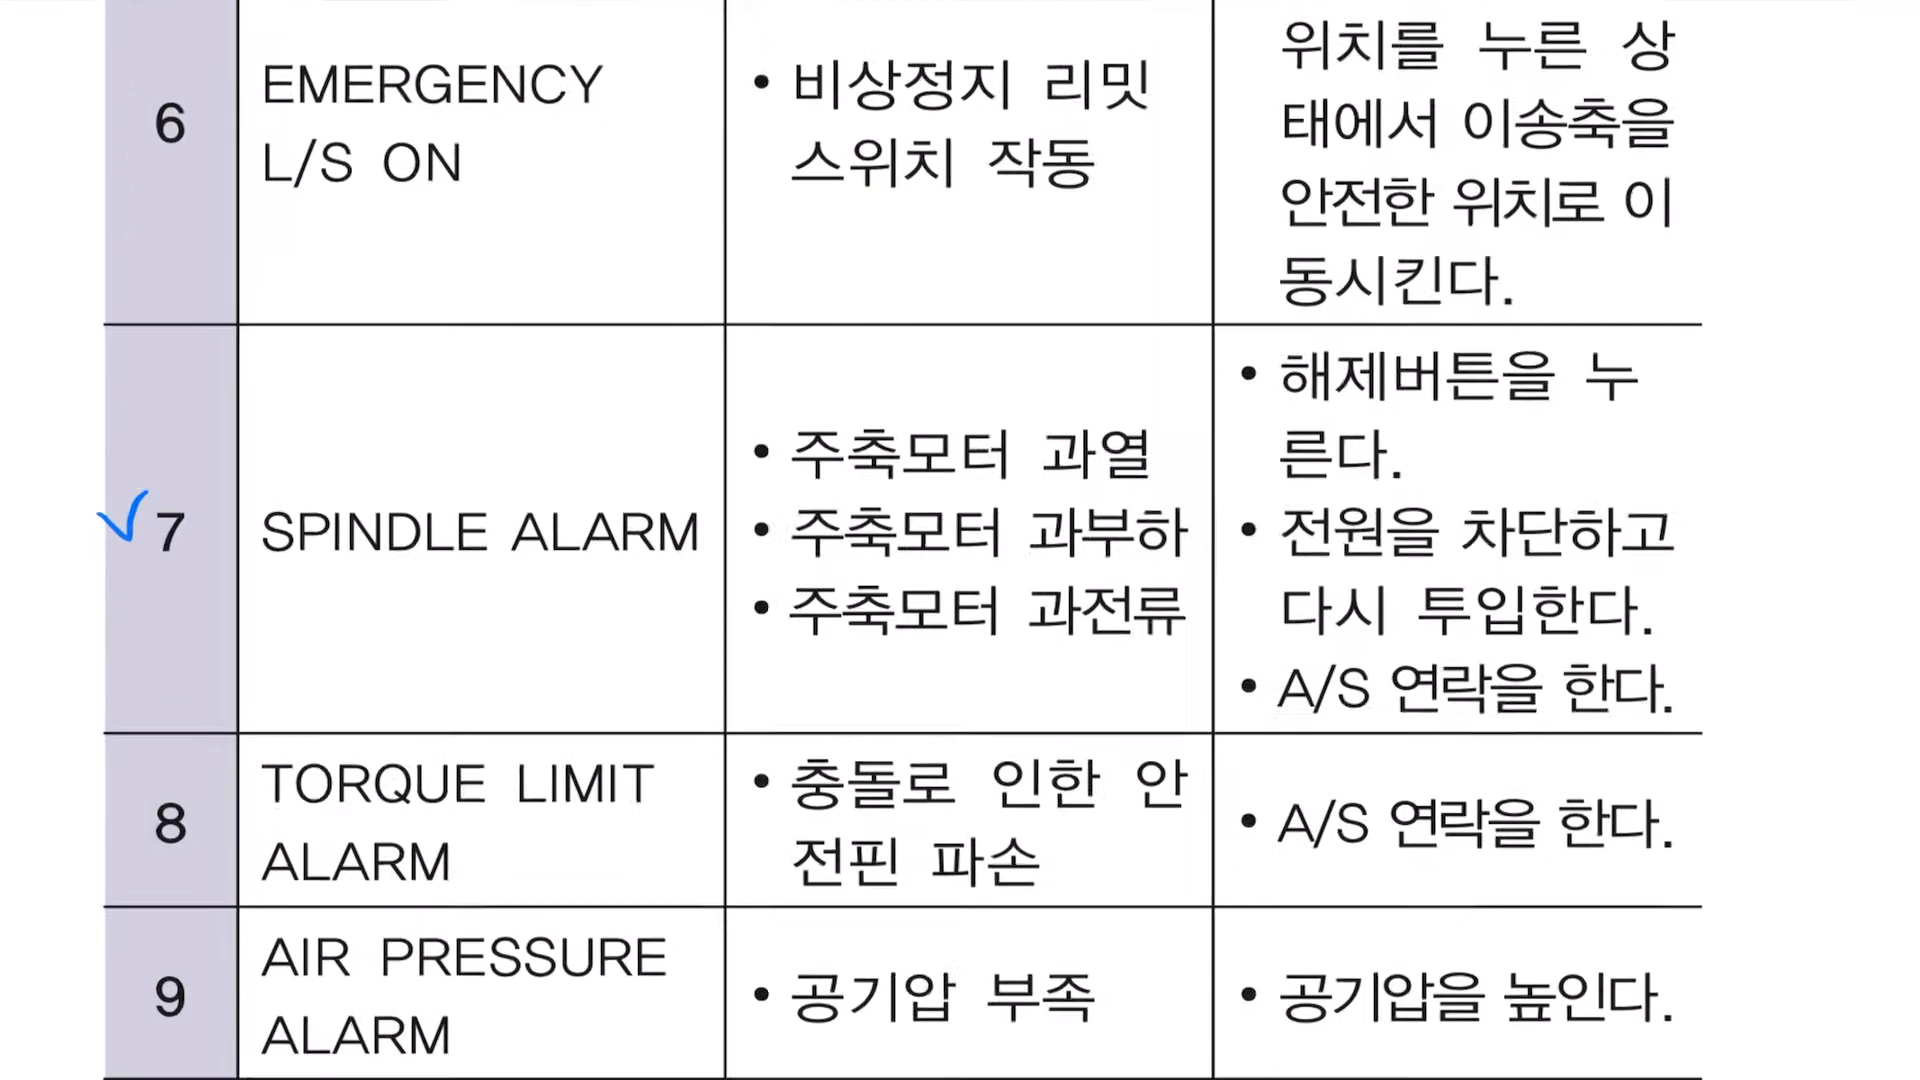 6
EMERGENCY
L/S ON
• 비상정지 리밋
스위치 작동
위치를 누른 상
태에서 이송축을
안전한 위치로 이
동시킨다.
7
SPINDLE ALARM
• 주축모터 과열
• 주축모터 과부하
• 주축모터 과전류
• 해제버튼을 누
른다.
• 전원을 차단하고
다시 투입한다.
• A/S 연락을 한다.
8
TORQUE LIMIT
ALARM
• 충돌로 인한 안
전핀 파손
• A/S 연락을 한다.
9
AIR PRESSURE
ALARM
• 공기압 부족
• 공기압을 높인다.